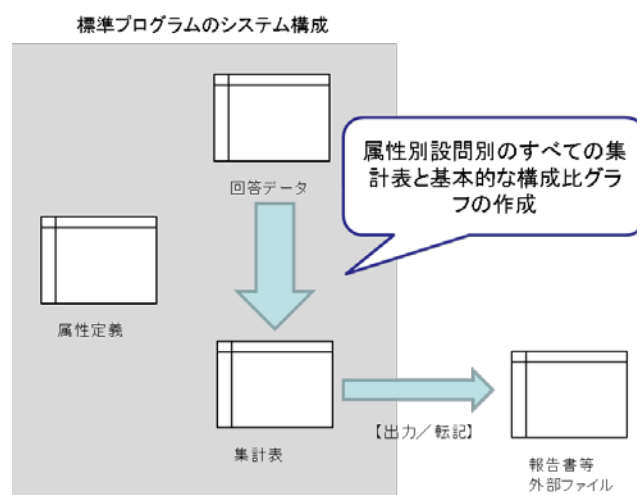 標準プログラムのシステム構成
回答データ
属性別設問別のすべての集
計表と基本的な構成比グラ
フの作成
属性定義
集計表
【出力／転記】
報告書等
外部ファイル